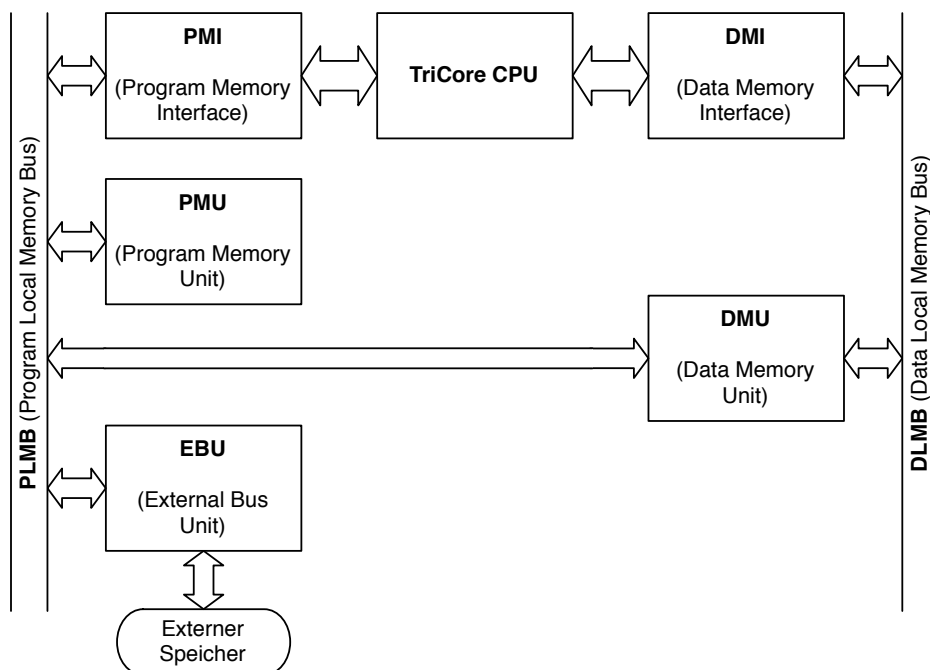 PMI
(Program Memory
Interface)
TriCore CPU
DMI
(Data Memory
Interface)
PLMB (Program Local Memory Bus)
PMU
(Program Memory
Unit)
DLMB (Data Local Memory Bus)
DMU
(Data Memory
Unit)
EBU
(External Bus
Unit)
Externer
Speicher